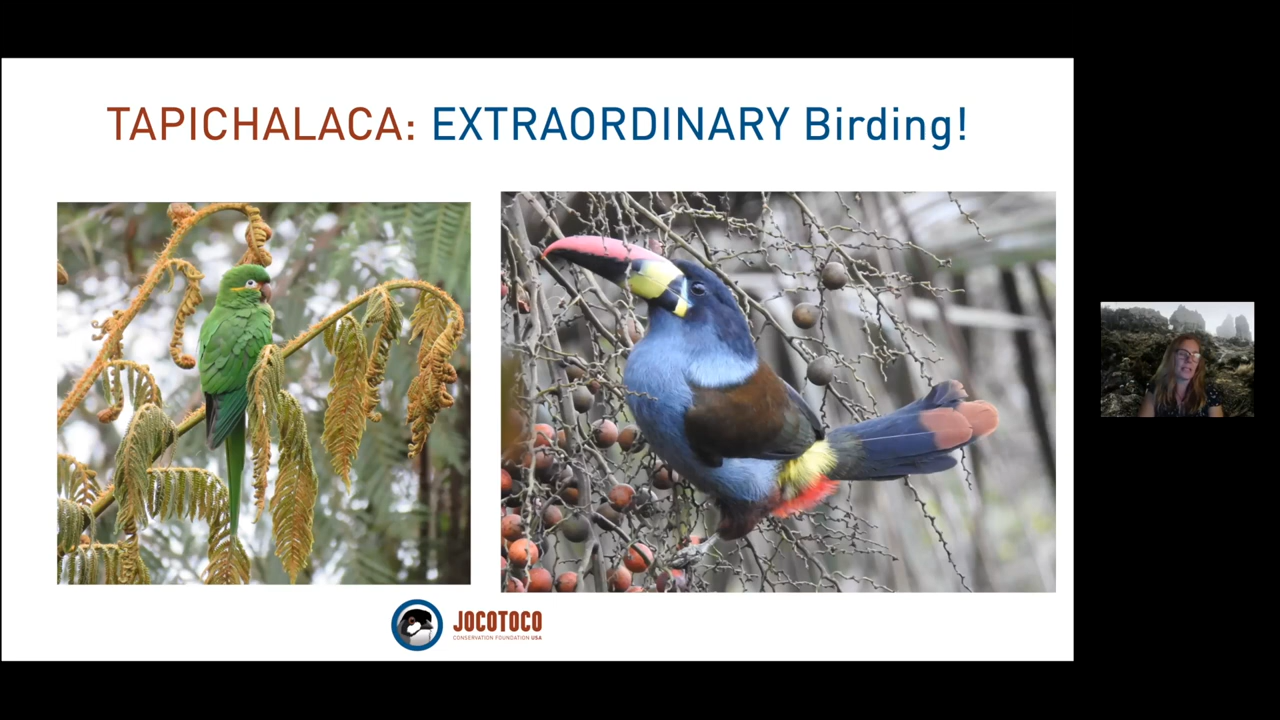 TAPICHALACA: EXTRAORDINARY Birding!
JOCOTOCO
CONSERVATION FOUNDATION USA